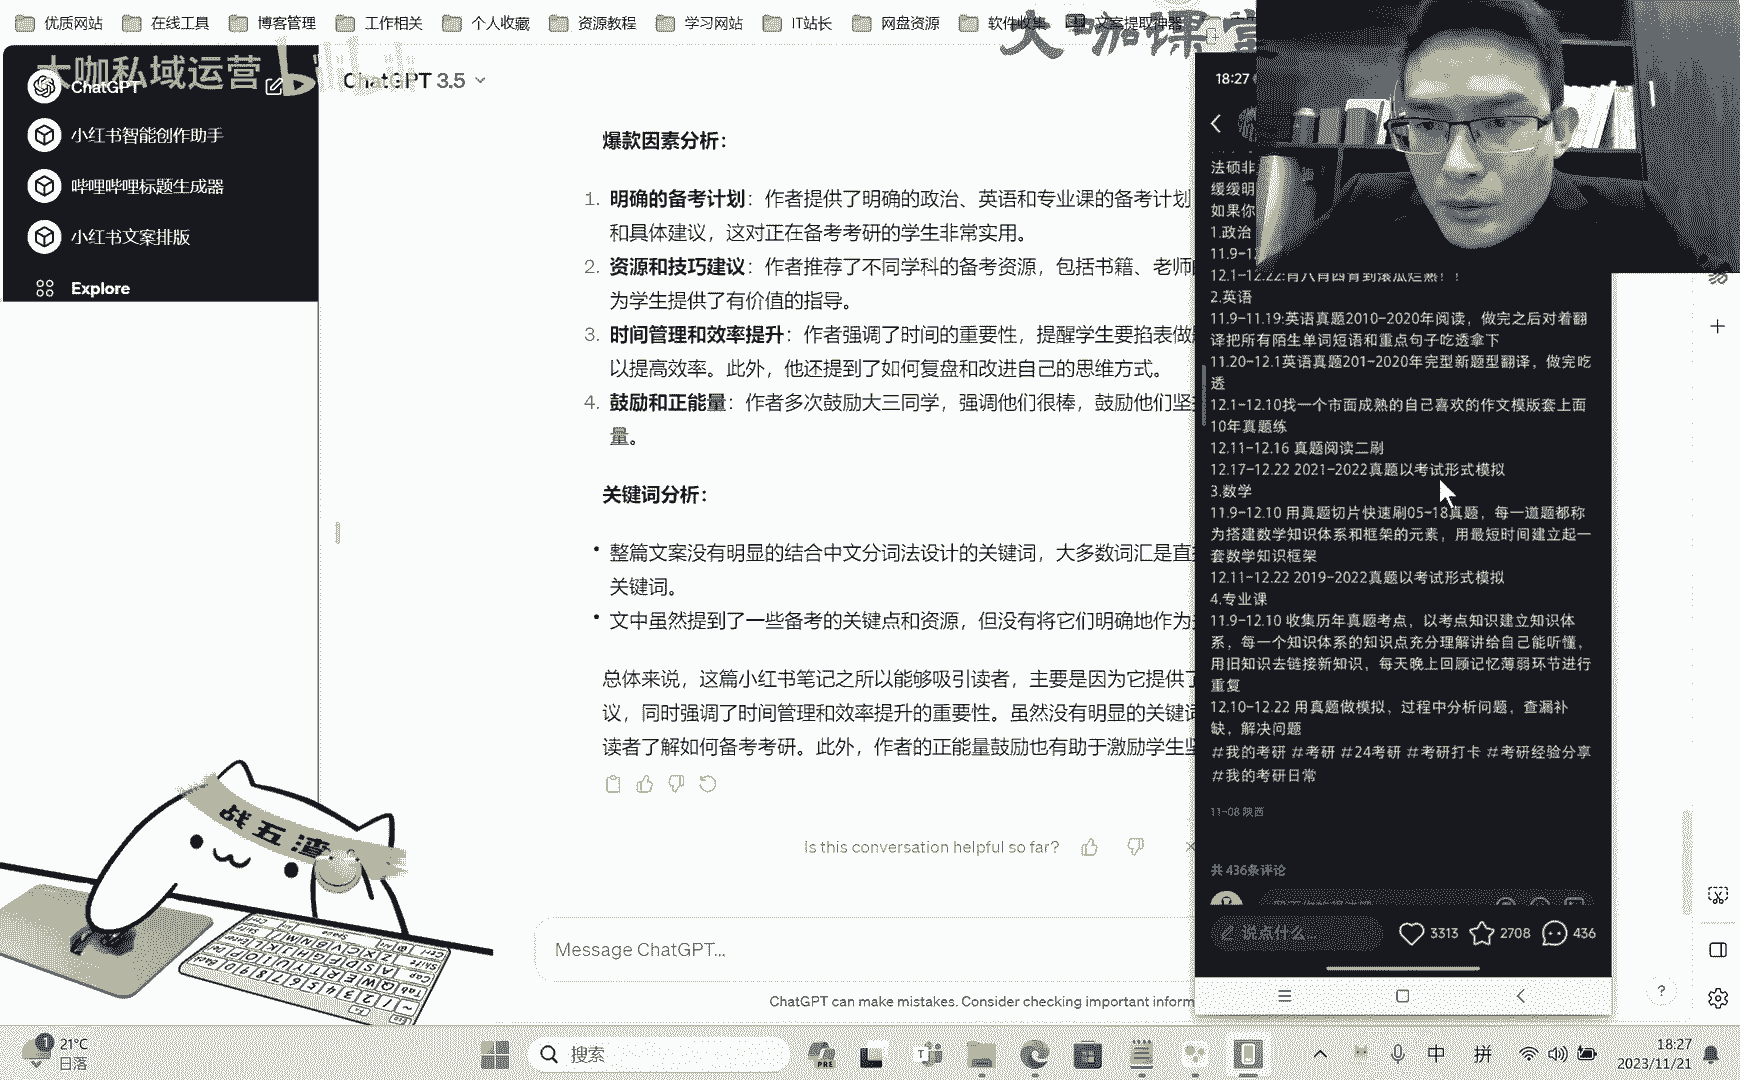 优质网站
在线工具
博客管理
工作相关
个人收藏
资源教程
学习网站
IT站长
网盘资源
软件收集
文案提取神器
大咖课堂
大咖私域运营
ChatGPT
小红书智能创作助手
哔哩哔哩标题生成器
小红书文案排版
Explore
ChatGPT 3.5
爆款因素分析：
1. 明确的备考计划：作者提供了明确的政治、英语和专业课的备考计划
和具体建议，这对正在备考考研的学生非常实用。
2. 资源和技巧建议：作者推荐了不同学科的备考资源，包括书籍、老师
为学生提供了有价值的指导。
3. 时间管理和效率提升：作者强调了时间的重要性，提醒学生要掐表做
以提高效率。此外，他还提到了如何复盘和改进自己的思维方式。
4. 鼓励和正能量：作者多次鼓励大三同学，强调他们很棒，鼓励他们坚
量。
关键词分析：
• 整篇文案没有明显的结合中文分词法设计的关键词，大多数词汇是直
关键词。
• 文中虽然提到了一些备考的关键点和资源，但没有将它们明确地作为
总体来说，这篇小红书笔记之所以能够吸引读者，主要是因为它提供了
议，同时强调了时间管理和效率提升的重要性。虽然没有明显的关键词
读者了解如何备考考研。此外，作者的正能量鼓励也有助于激励学生坚
Is this conversation helpful so far?
Message ChatGPT...
ChatGPT can make mistakes. Consider checking important inform
战五渣
18:27
法硕非
缓缓明
如果你
1.政治
11.9-12
12.1-12.22:肖八肖四背到滚瓜烂熟！！
2.英语
11.9-11.19:英语真题2010-2020年阅读，做完之后对着翻
译把所有陌生单词短语和重点句子吃透拿下
11.20-12.1英语真题201-2020年完型新题型翻译，做完吃
透
12.1-12.10找一个市面成熟的自己喜欢的作文模版套上面
10年真题练
12.11-12.16 真题阅读二刷
12.17-12.22 2021-2022真题以考试形式模拟
3.数学
11.9-12.10 用真题切片快速刷05-18真题，每一道题都称
为搭建数学知识体系和框架的元素，用最短时间建立起一
套数学知识框架
12.11-12.22 2019-2022真题以考试形式模拟
4.专业课
11.9-12.10 收集历年真题考点，以考点知识建立知识体
系，每一个知识体系的知识点充分理解讲给自己能听懂，
用旧知识去链接新知识，每天晚上回顾记忆薄弱环节进行
重复
12.10-12.22 用真题做模拟，过程中分析问题，查漏补
缺，解决问题
#我的考研 #考研 #24考研 #考研打卡 #考研经验分享
#我的考研日常
11-08 陕西
共 436条评论
说点什么...
3313
2708
436
21°C
日落
搜索
中
拼
18:27
2023/11/21